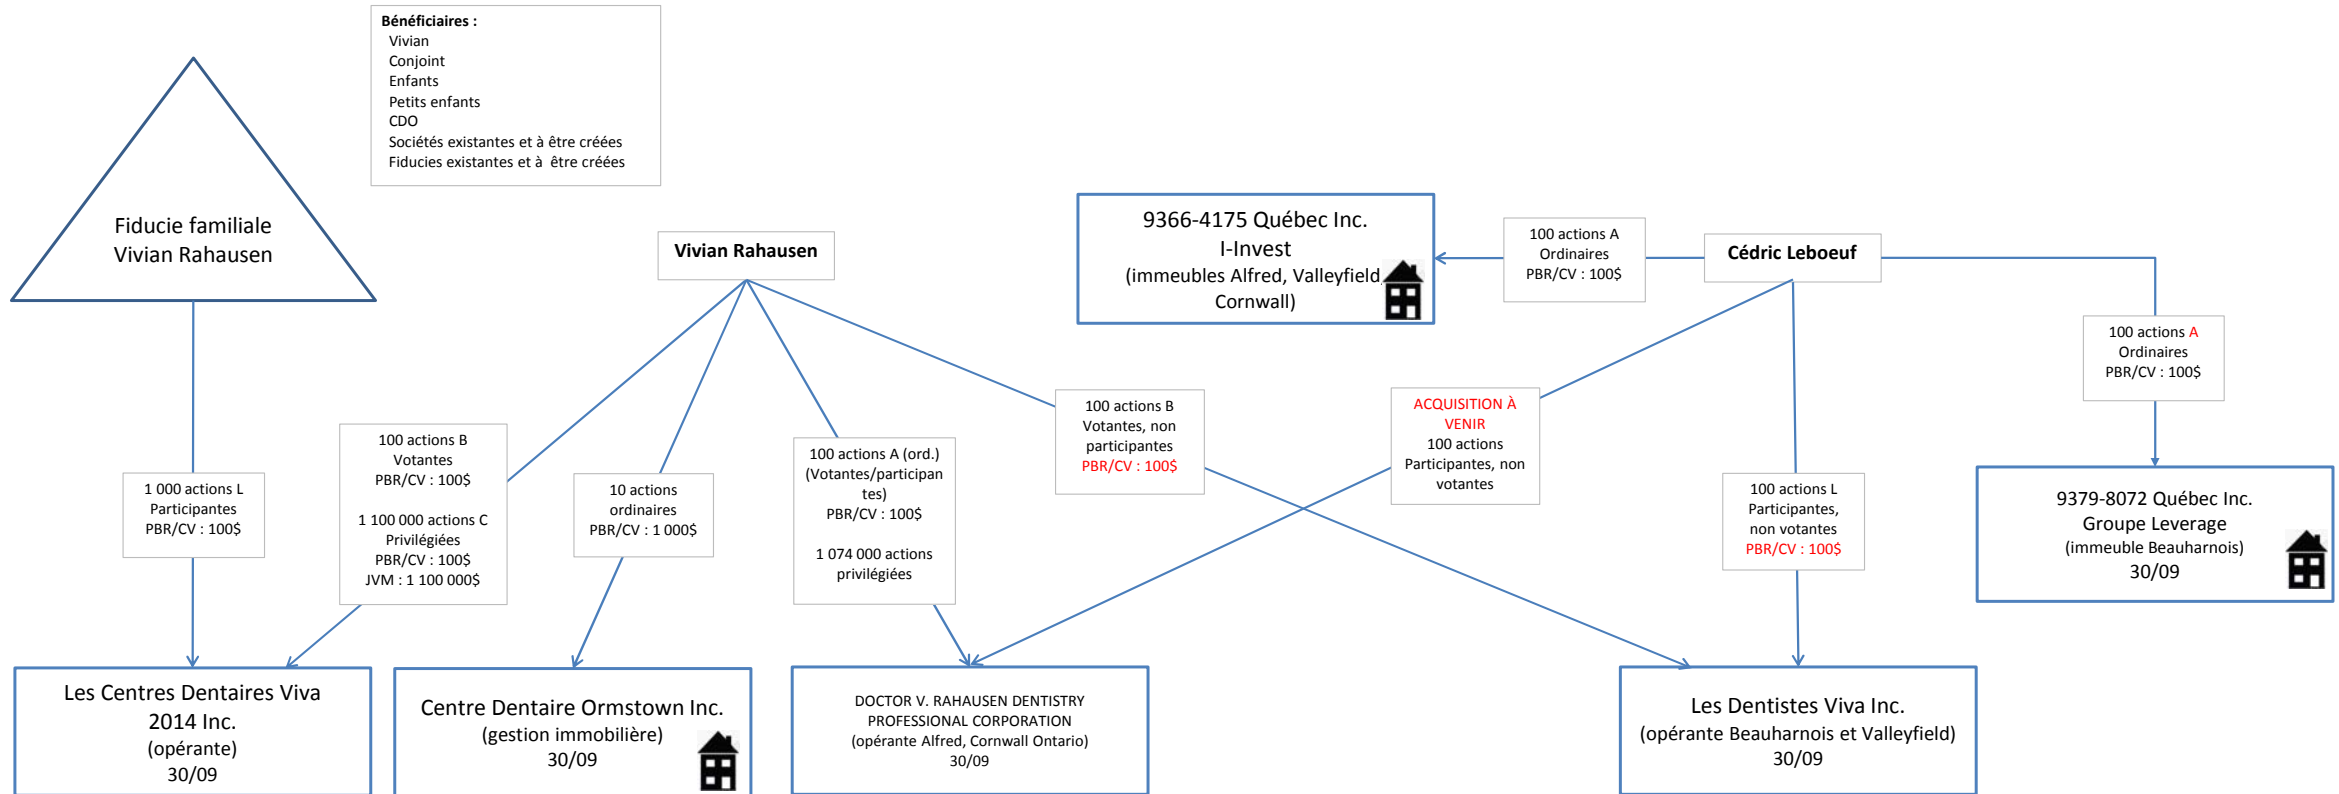 Bénéficiaires :
Vivian
Conjoint
Enfants
Petits enfants
CDO
Sociétés existantes et à être créées
Fiducies existantes et à être créées
Fiducie familiale
Vivian Rahausen
Vivian Rahausen
9366-4175 Québec Inc.
I-Invest
(immeubles Alfred, Valleyfield,
Cornwall)
100 actions A
Ordinaires
PBR/CV : 100$
Cédric Leboeuf
100 actions A
Ordinaires
PBR/CV : 100$
1 000 actions L
Participantes
PBR/CV : 100$
100 actions B
Votantes
PBR/CV : 100$
1 100 000 actions C
Privilégiées
PBR/CV : 100$
JVM : 1 100 000$
10 actions
ordinaires
PBR/CV : 1 000$
100 actions A (ord.)
(Votantes/participan
tes)
PBR/CV : 100$
1 074 000 actions
privilégiées
100 actions B
Votantes, non
participantes
PBR/CV : 100$
ACQUISITION À
VENIR
100 actions
Participantes, non
votantes
100 actions L
Participantes,
non votantes
PBR/CV : 100$
9379-8072 Québec Inc.
Groupe Leverage
(immeuble Beauharnois)
30/09
Les Centres Dentaires Viva
2014 Inc.
(opérante)
30/09
Centre Dentaire Ormstown Inc.
(gestion immobilière)
30/09
DOCTOR V. RAHAUSEN DENTISTRY
PROFESSIONAL CORPORATION
(opérante Alfred, Cornwall Ontario)
30/09
Les Dentistes Viva Inc.
(opérante Beauharnois et Valleyfield)
30/09